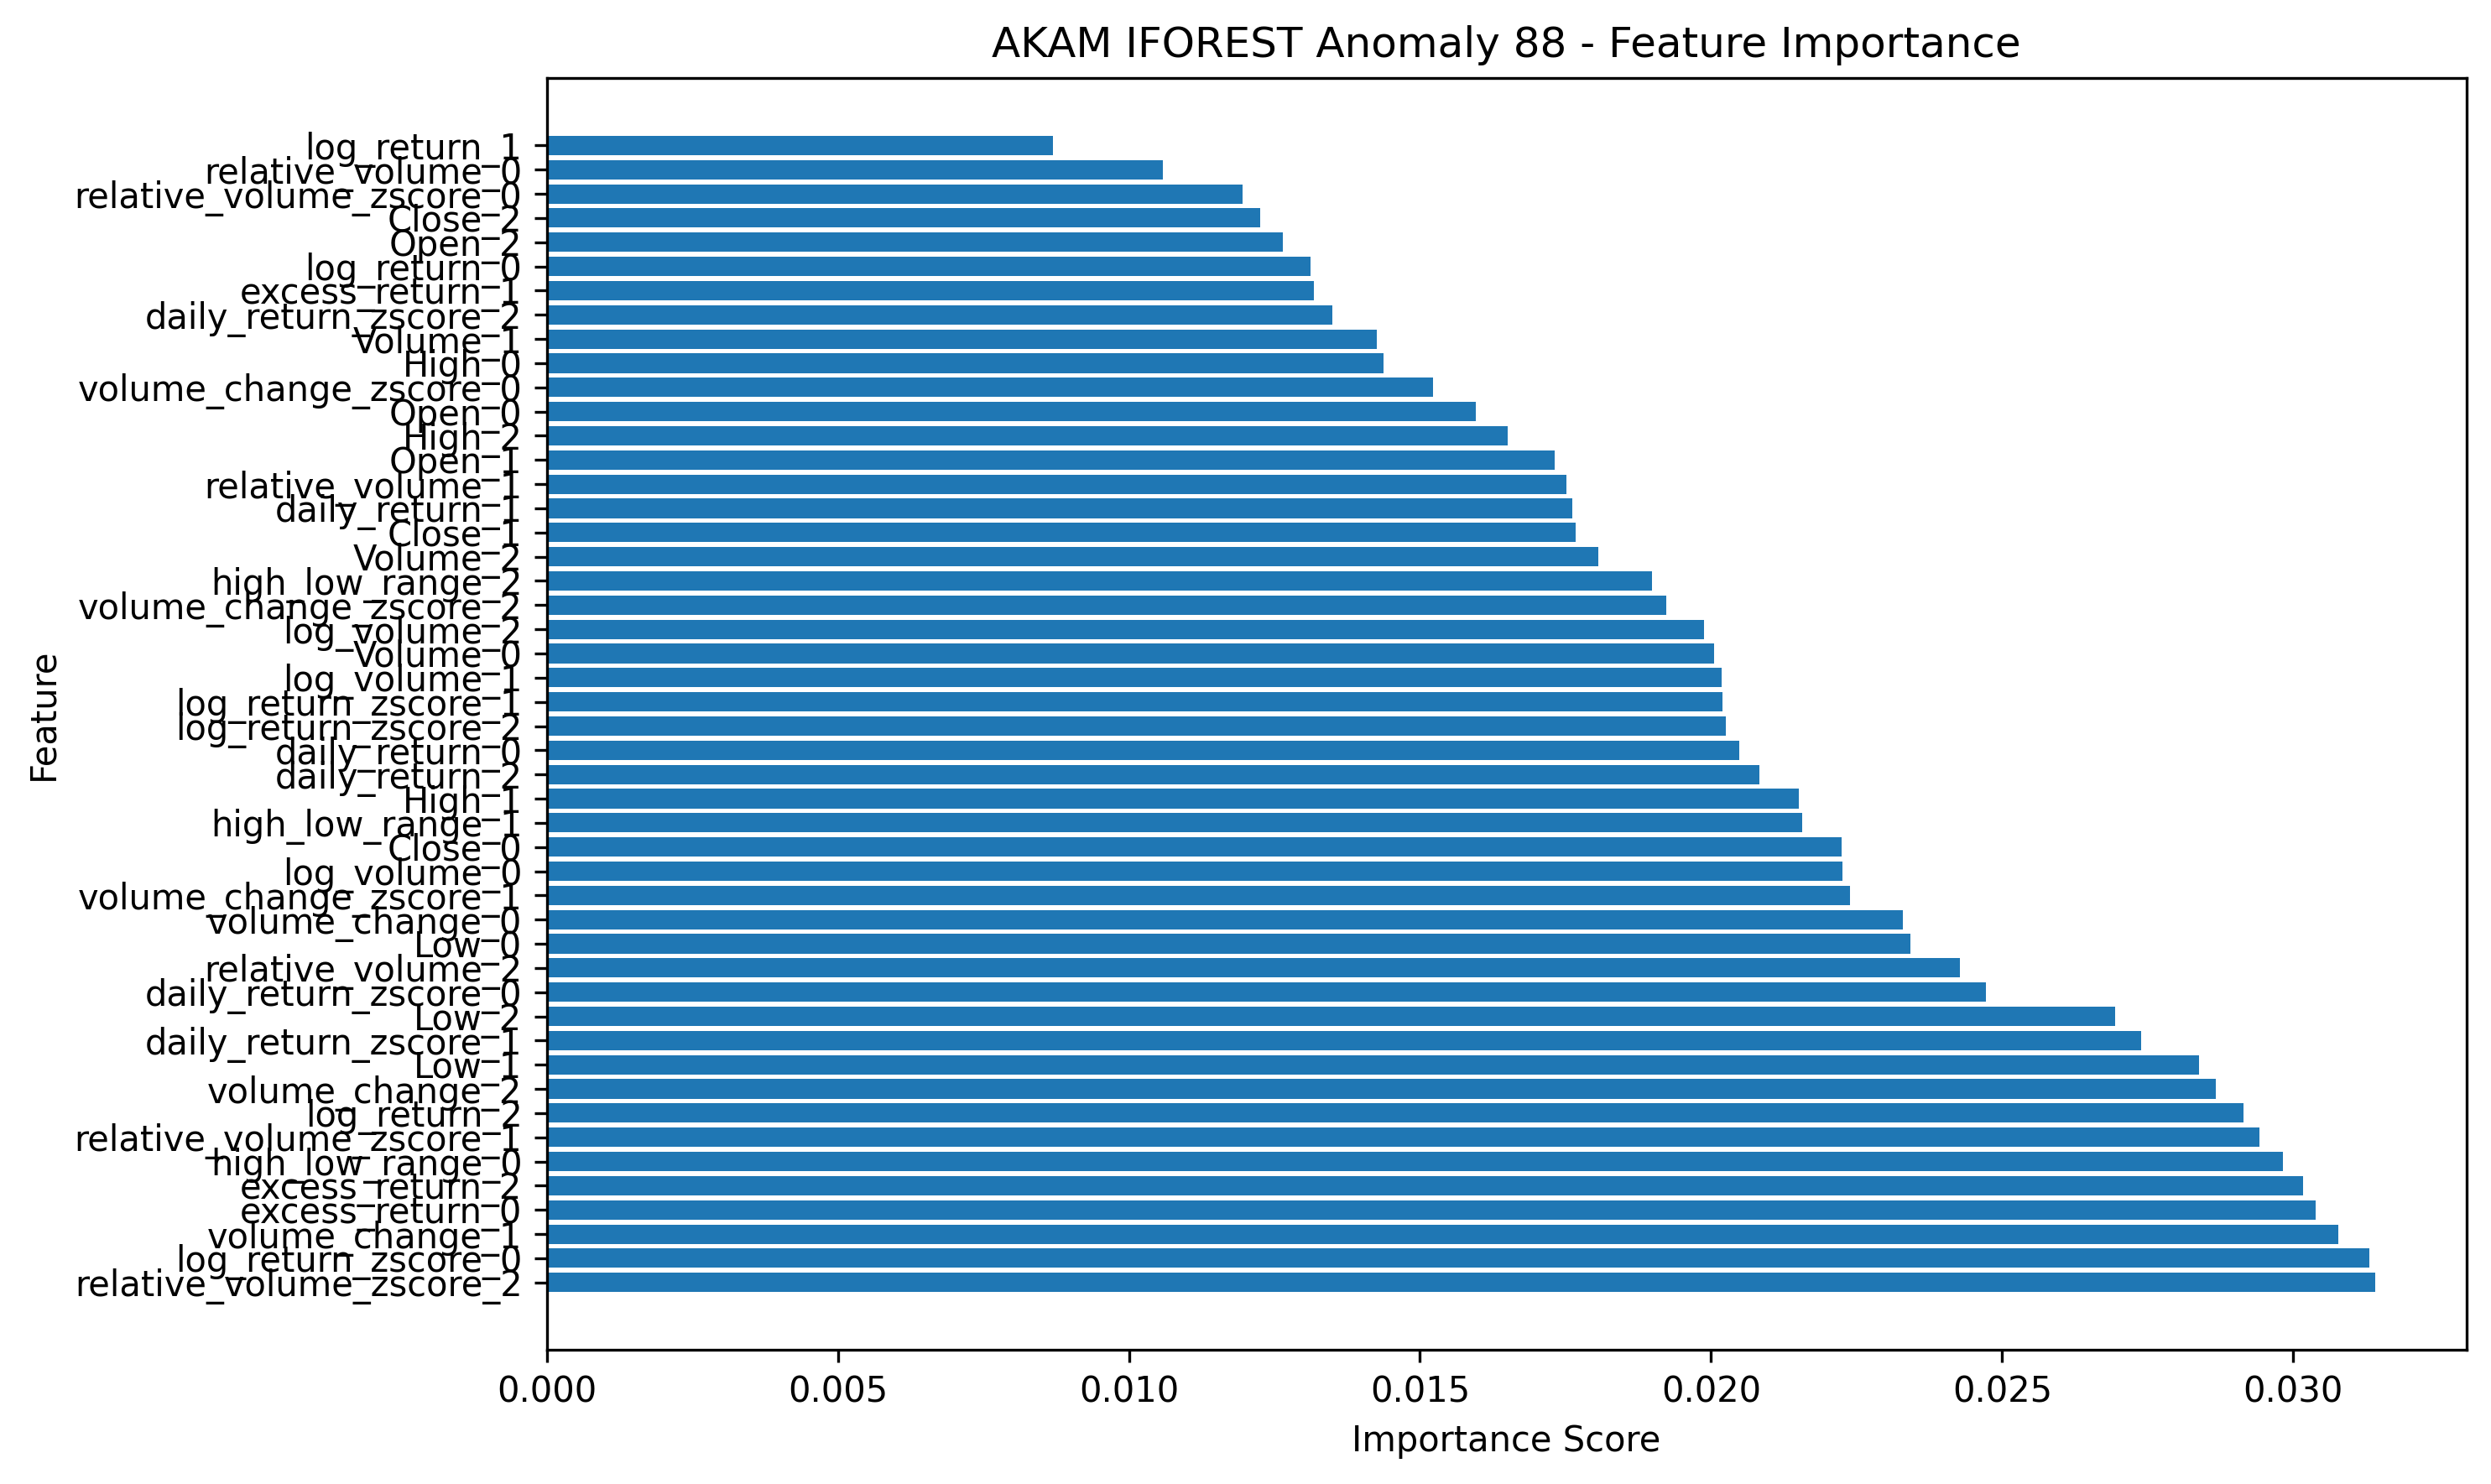 AKAM IFOREST Anomaly 88 - Feature Importance
log_return_1
relative_volume_0
relative_volume_zscore_0
Close_2
Open_2
log_return_0
excess_return_1
daily_return_zscore_2
Volume_1
High_0
volume_change_zscore_0
Open_0
High_2
Open_1
relative_volume_1
daily_return_1
Close_1
Volume_2
high_low_range_2
volume_change_zscore_2
log_volume_2
Volume_0
log_volume_1
log_return_zscore_1
log_return_zscore_2
daily_return_0
daily_return_2
High_1
high_low_range_1
Close_0
log_volume_0
volume_change_zscore_1
volume_change_0
Low_0
relative_volume_2
daily_return_zscore_0
Low_2
daily_return_zscore_1
Low_1
volume_change_2
log_return_2
relative_volume_zscore_1
high_low_range_0
excess_return_2
excess_return_0
volume_change_1
log_return_zscore_0
relative_volume_zscore_2
Feature
0.000 0.005 0.010 0.015 0.020 0.025 0.030
Importance Score